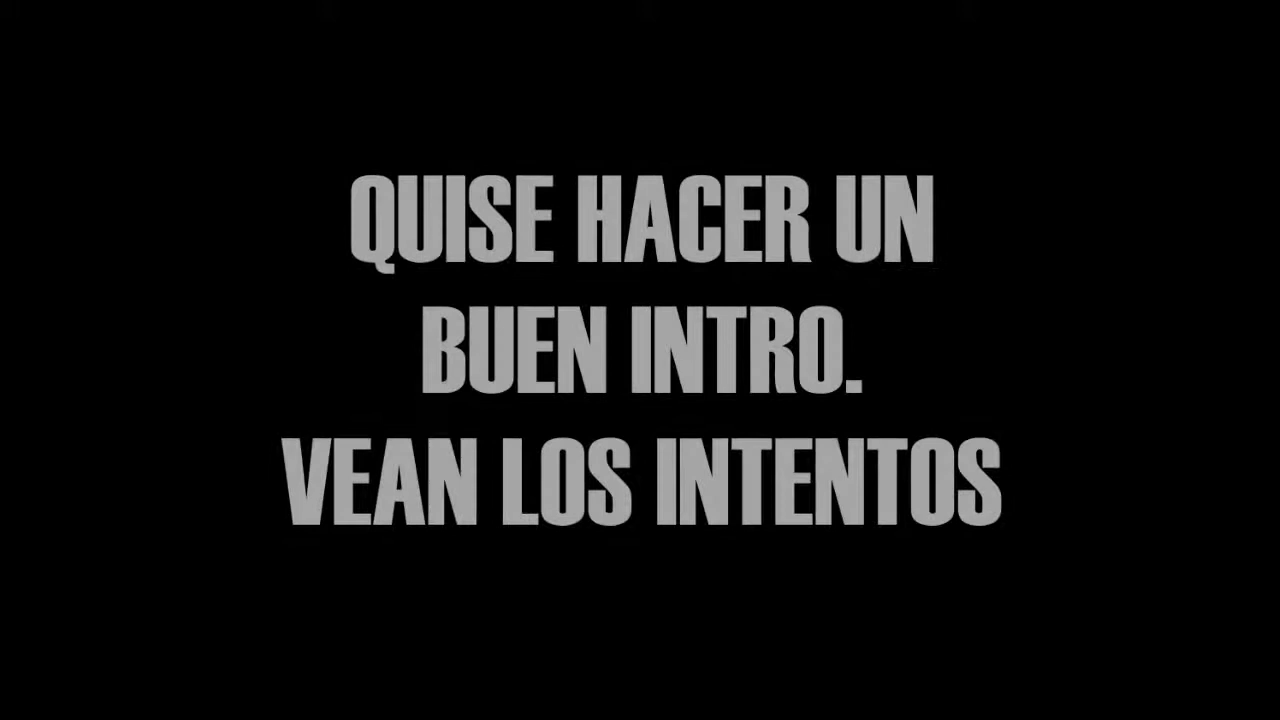 QUISE HACER UN
BUEN INTRO.
VEAN LOS INTENTOS